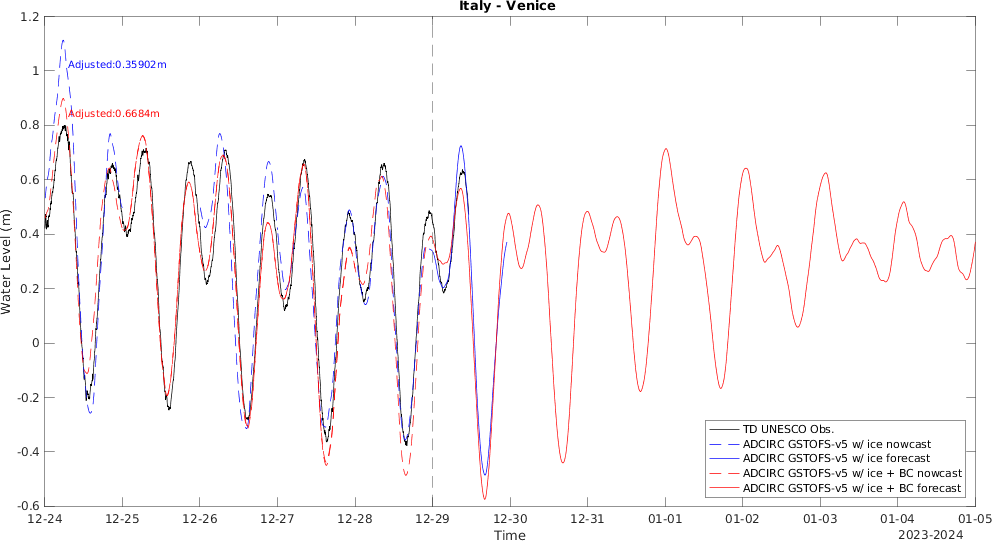 Italy - Venice
Adjusted:0.35902m
Adjusted:0.6684m
Water Level (m)
1.2
1
0.8
0.6
0.4
0.2
0
-0.2
-0.4
-0.6
TD UNESCO Obs.
ADCIRC GSTOFS-v5 w/ ice nowcast
ADCIRC GSTOFS-v5 w/ ice forecast
ADCIRC GSTOFS-v5 w/ ice + BC nowcast
ADCIRC GSTOFS-v5 w/ ice + BC forecast
12-24 12-25 12-26 12-27 12-28 12-29 12-30 12-31 01-01 01-02 01-03 01-04 01-05
Time
2023-2024